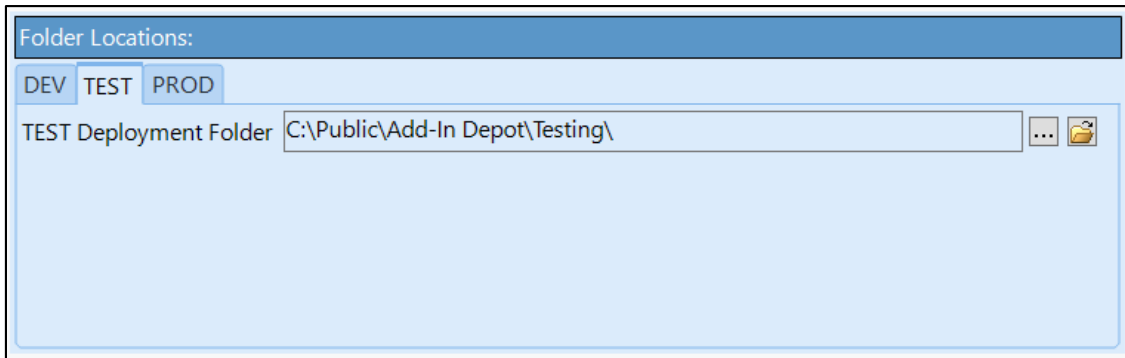 Folder Locations:
DEV TEST PROD
TEST Deployment Folder C:\Public\Add-In Depot\Testing\ ...